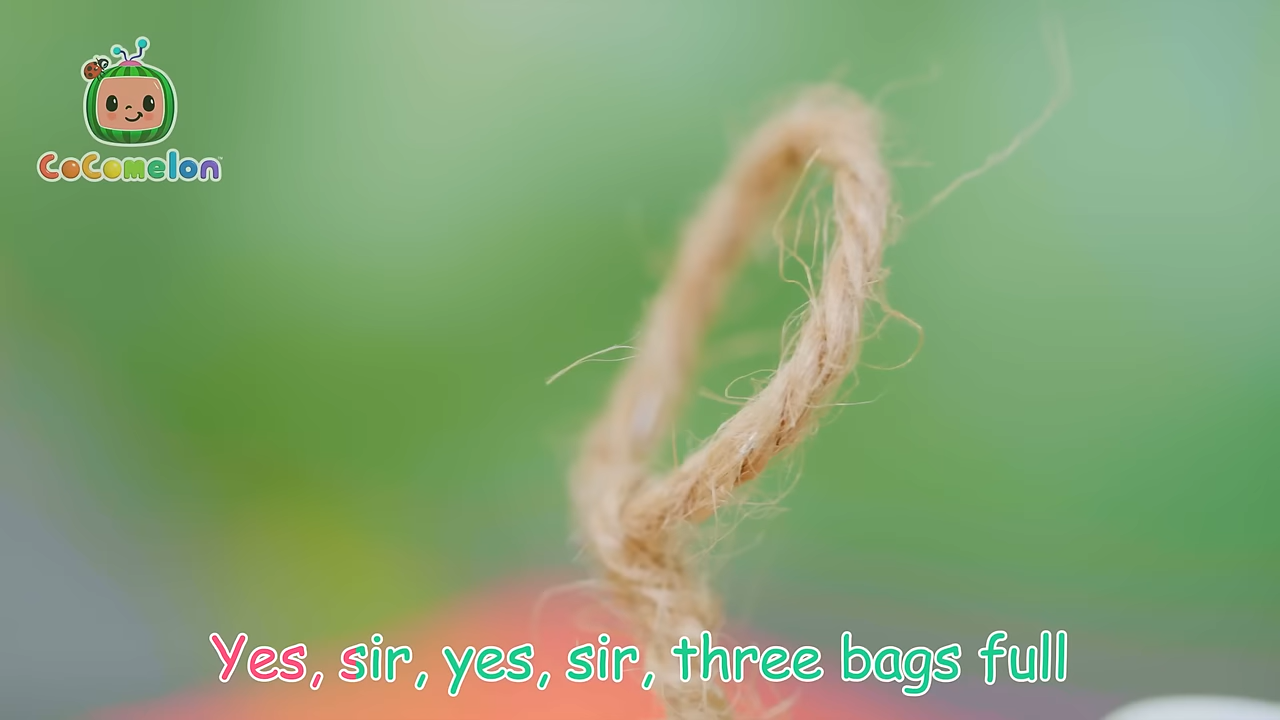 CoComelon
Yes, sir, yes, sir, three bags full